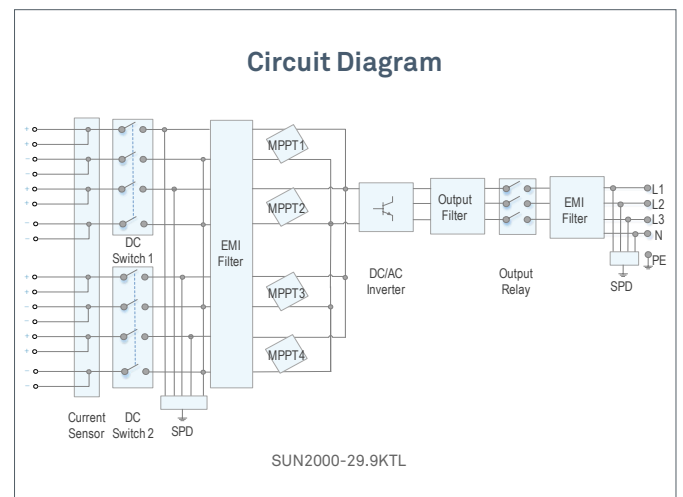 Circuit Diagram
+
+
−
−
+
+
−
−
DC
Switch 1
+
+
−
−
+
+
−
−
Current
Sensor
DC
Switch 2
SPD
EMI
Filter
MPPT1
MPPT2
MPPT3
MPPT4
DC/AC
Inverter
Output
Filter
Output
Relay
EMI
Filter
L1
L2
L3
N
PE
SPD
SUN2000-29.9KTL